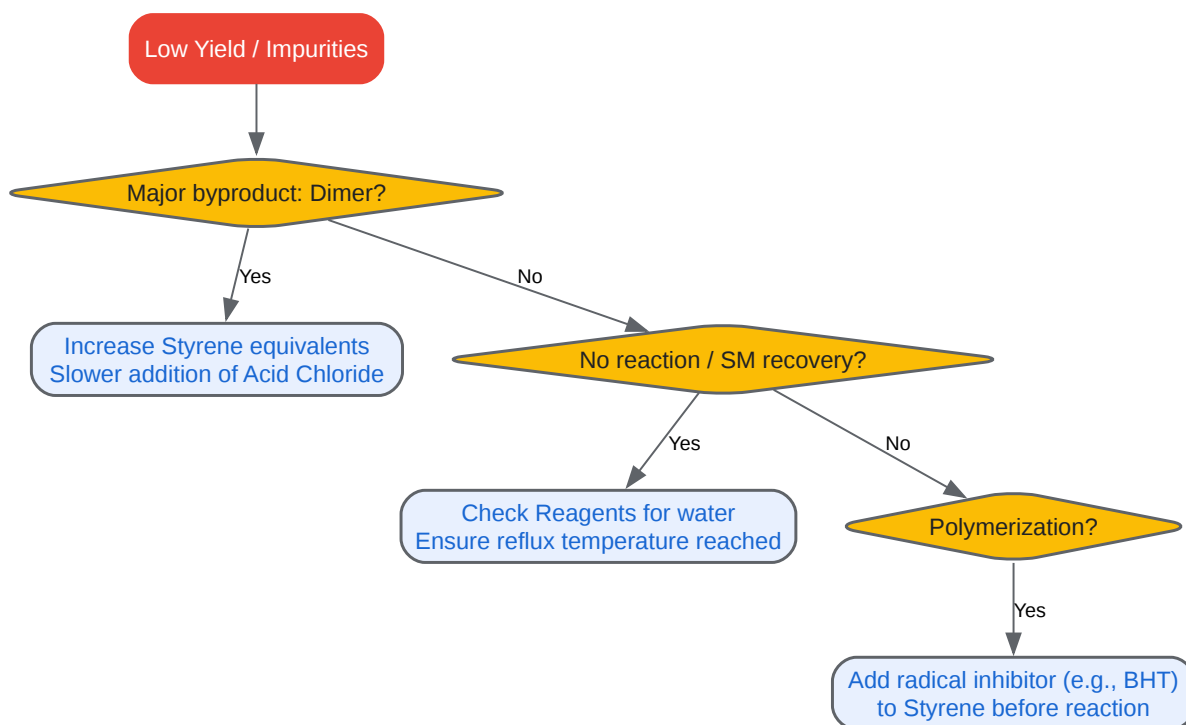 Low Yield / Impurities
Major byproduct: Dimer?
Yes
No
Increase Styrene equivalents
Slower addition of Acid Chloride
No reaction / SM recovery?
Yes
No
Check Reagents for water
Ensure reflux temperature reached
Polymerization?
Yes
Add radical inhibitor (e.g., BHT)
to Styrene before reaction